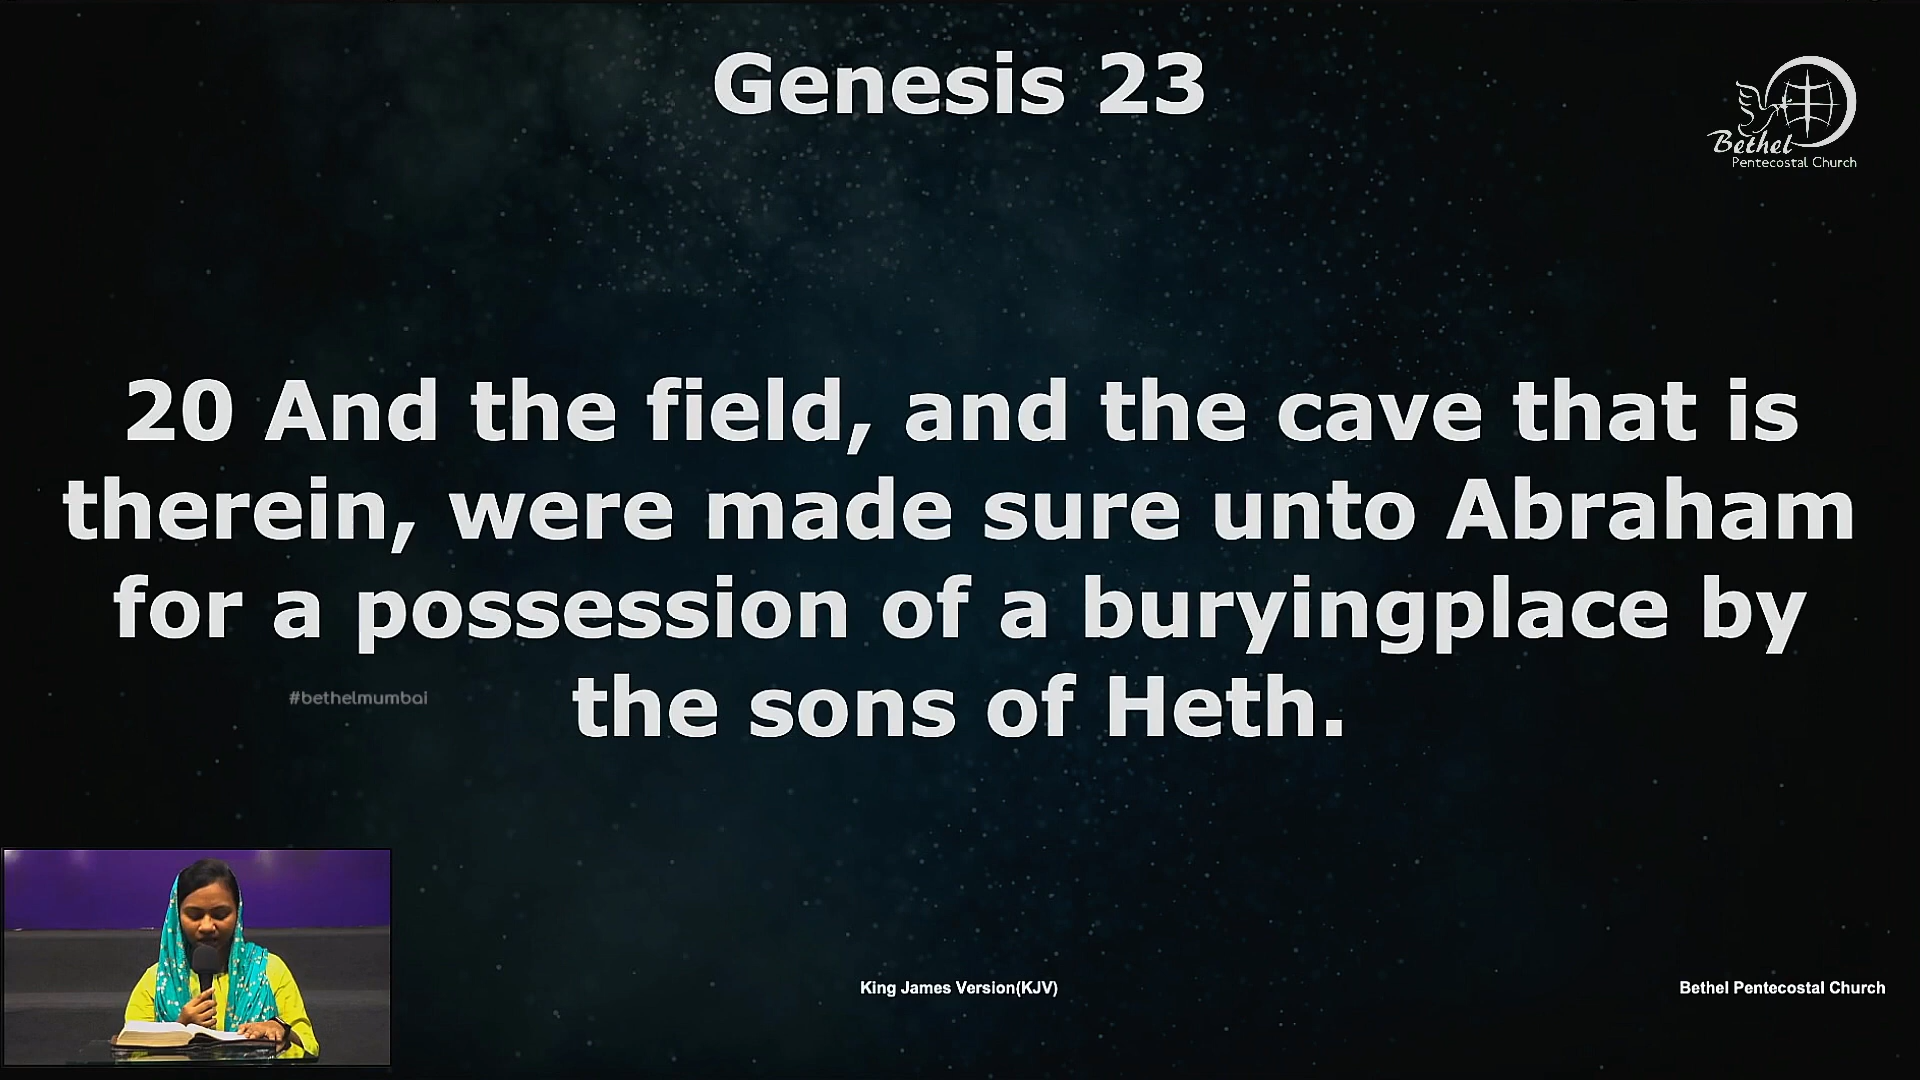 Genesis 23
Bethel
Pentecostal Church
20 And the field, and the cave that is
therein, were made sure unto Abraham
for a possession of a buryingplace by
the sons of Heth.
#bethelmumbai
King James Version(KJV)
Bethel Pentecostal Church